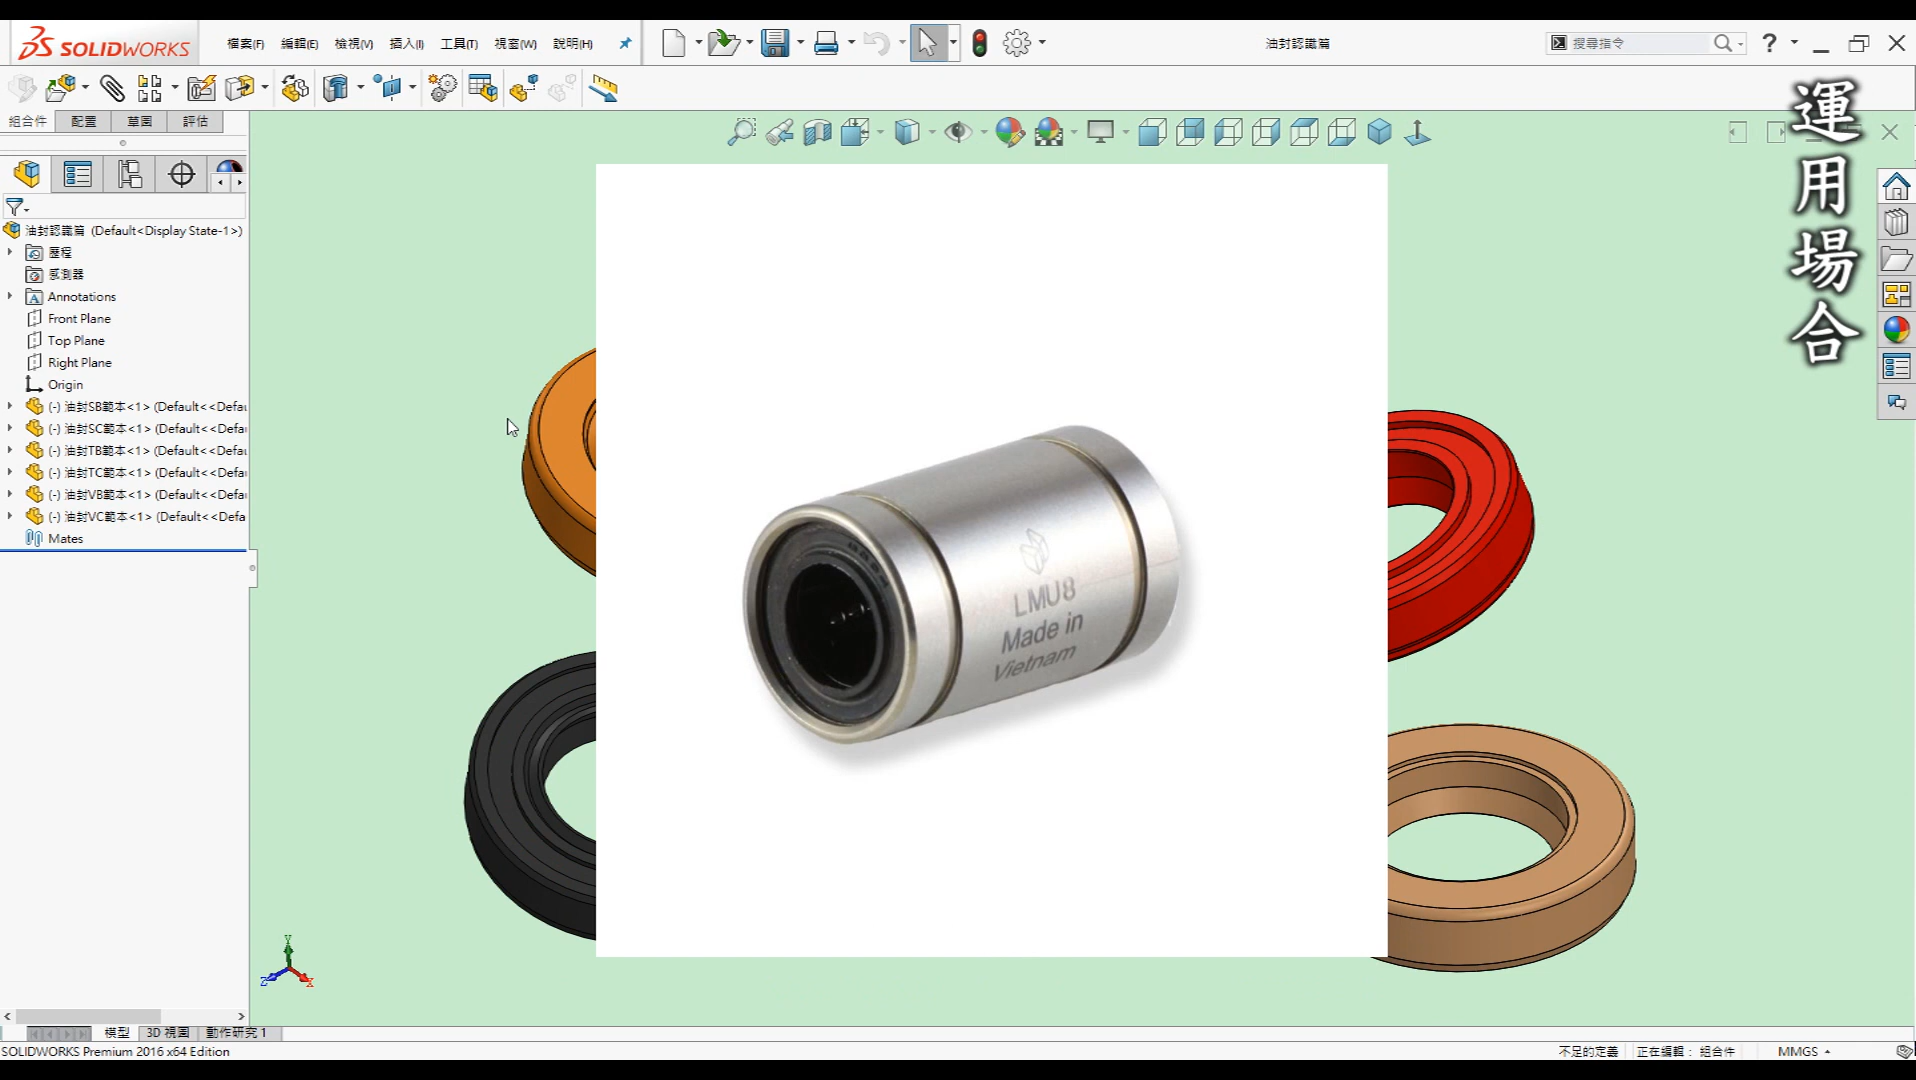 SOLIDWORKS
檔案(F) 編輯(E) 檢視(V) 插入(I) 工具(T) 視窗(W) 說明(H)
油封認識篇
搜尋指令
運用場合
組合件 配置 草圖 評估
油封認識篇 (Default<Display State-1>)
歷程
感測器
Annotations
Front Plane
Top Plane
Right Plane
Origin
(-) 油封SB範本<1> (Default<<Defau
(-) 油封SC範本<1> (Default<<Defau
(-) 油封TB範本<1> (Default<<Defau
(-) 油封TC範本<1> (Default<<Defau
(-) 油封VB範本<1> (Default<<Defau
(-) 油封VC範本<1> (Default<<Defa
Mates
LMU8
Made in
Vietnam
Y
Z
X
模型 3D 視圖 動作研究 1
SOLIDWORKS Premium 2016 x64 Edition
不足的定義 正在編輯： 組合件 MMGS